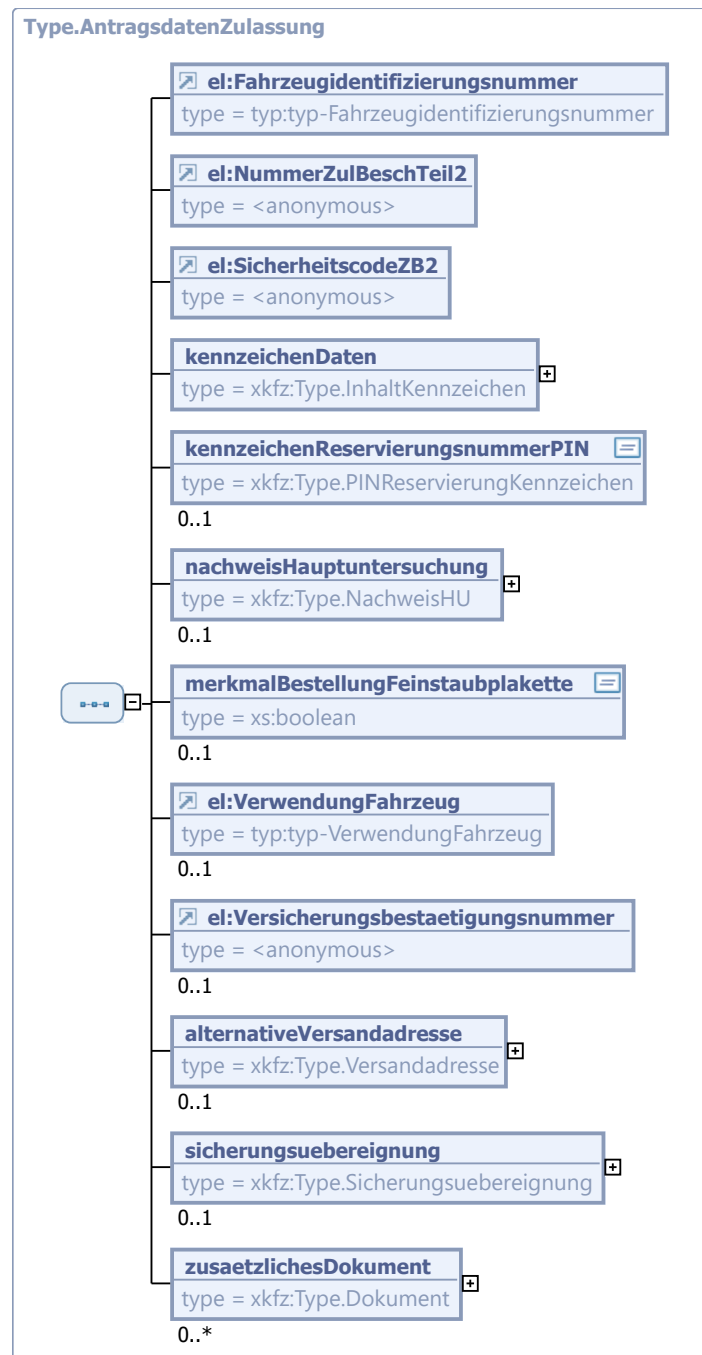 Type.AntragsdatenZulassung
el:Fahrzeugidentifizierungsnummer
type = typ:typ-Fahrzeugidentifizierungsnummer
el:NummerZulBeschTeil2
type = <anonymous>
el:SicherheitscodeZB2
type = <anonymous>
kennzeichenDaten
type = xkfz:Type.InhaltKennzeichen
kennzeichenReservierungsnummerPIN
type = xkfz:Type.PINReservierungKennzeichen
0..1
nachweisHauptuntersuchung
type = xkfz:Type.NachweisHU
0..1
merkmalBestellungFeinstaubplakette
type = xs:boolean
0..1
el:VerwendungFahrzeug
type = typ:typ-VerwendungFahrzeug
0..1
el:Versicherungsbestaetigungsnummer
type = <anonymous>
0..1
alternativeVersandadresse
type = xkfz:Type.Versandadresse
0..1
sicherungsuebereignung
type = xkfz:Type.Sicherungsuebereignung
0..1
zusaetzlichesDokument
type = xkfz:Type.Dokument
0..*